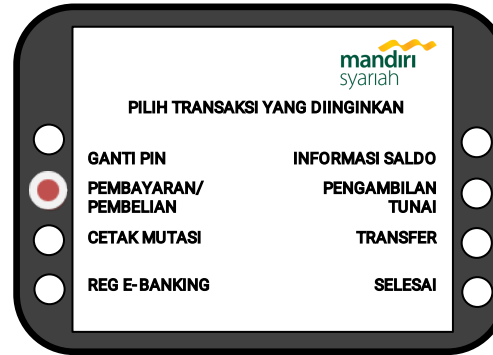 mandiri
syariah
PILIH TRANSAKSI YANG DIINGINKAN
GANTI PIN
INFORMASI SALDO
PEMBAYARAN/
PEMBELIAN
PENGAMBILAN
TUNAI
CETAK MUTASI
TRANSFER
REG E-BANKING
SELESAI